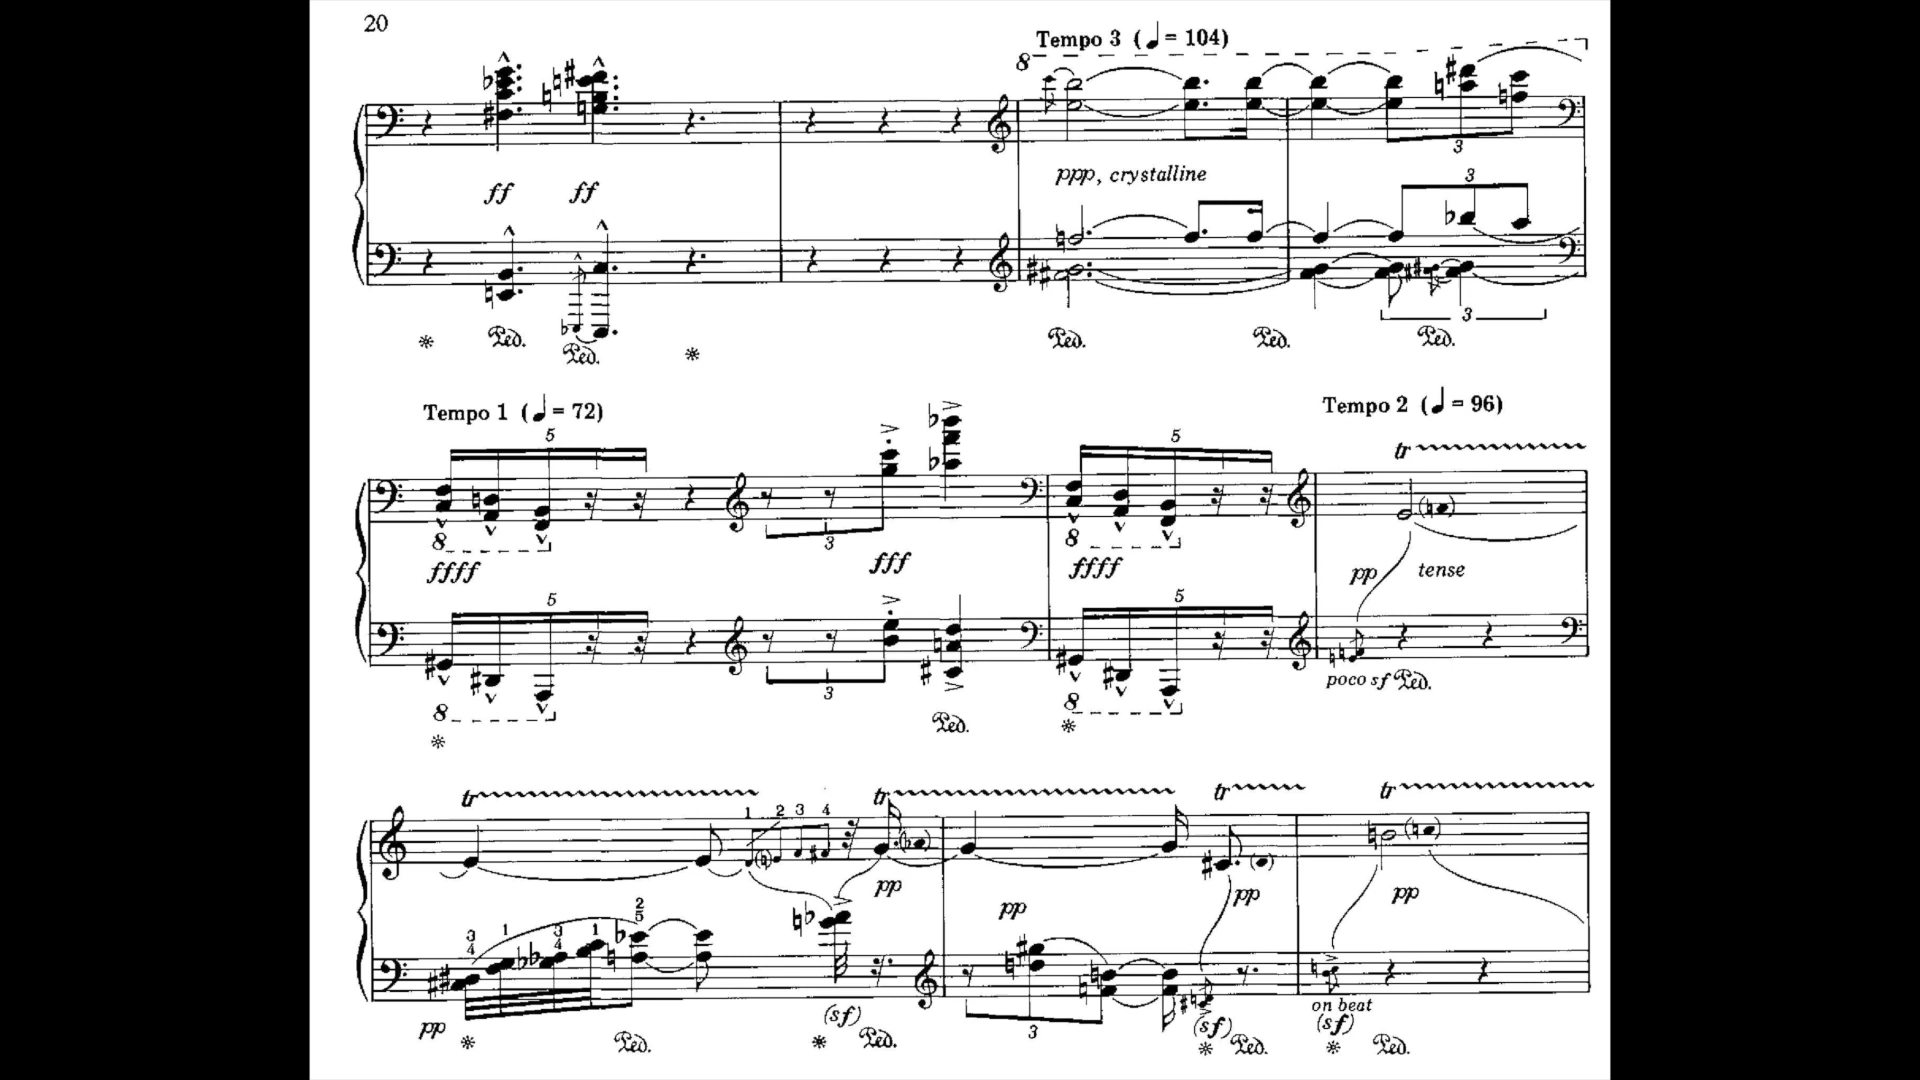 20
Tempo 3 (♩ = 104)
8
3
ppp, crystalline
3
ff ff
3
Ped. Ped. Ped. Ped. Ped.
Tempo 1 (♩ = 72) Tempo 2 (♩ = 96)
5 5 tr
3
8 8
ffff fff ffff pp tense
5 5
3
poco sf Ped.
8 8
Ped.
tr tr tr tr
1 2 3 4
pp
pp pp pp
2
3 1 3 1 5
4 4
(sf) on beat
pp 3 (sf) (sf)
Ped. Ped. Ped. Ped.